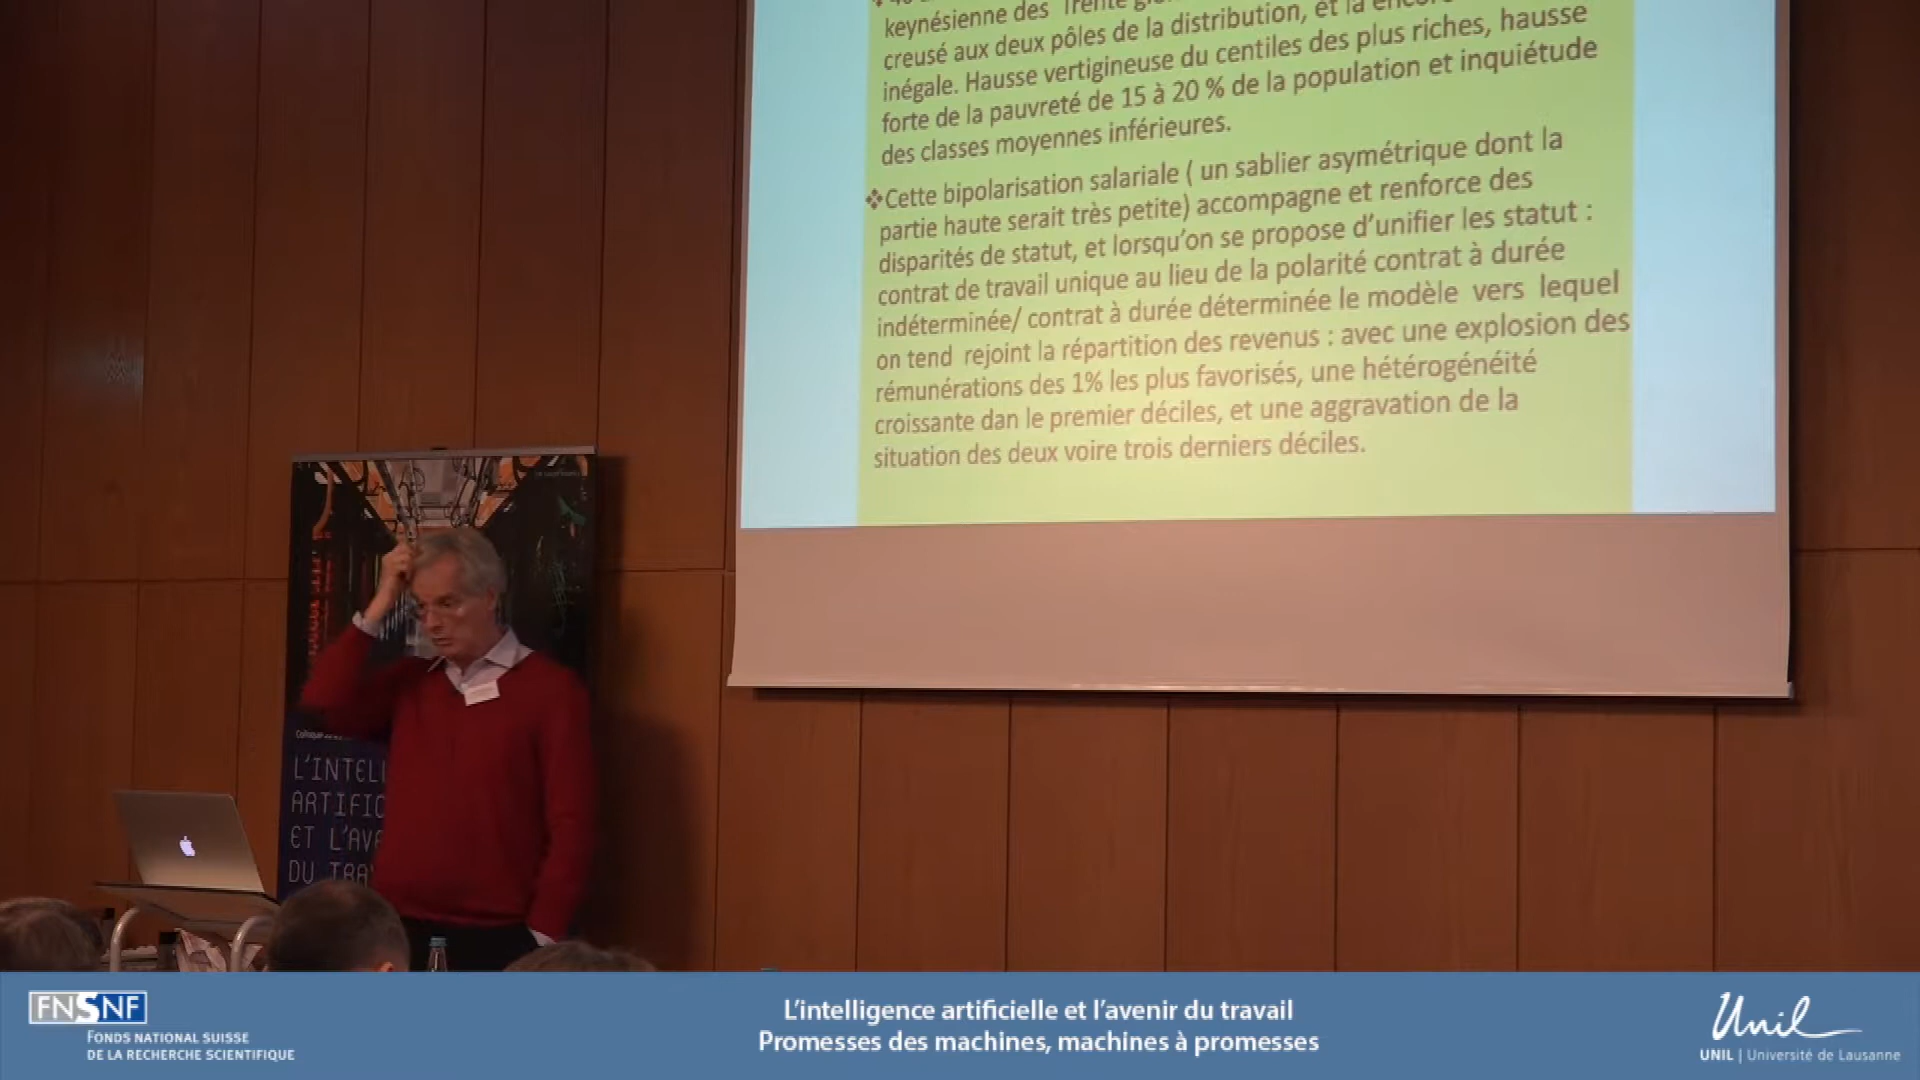 keynésienne des Trente
creusé aux deux pôles de la distribution, et la encore
inégale. Hausse vertigineuse du centiles des plus riches, hausse
forte de la pauvreté de 15 à 20 % de la population et inquiétude
des classes moyennes inférieures.
❖Cette bipolarisation salariale ( un sablier asymétrique dont la
partie haute serait très petite) accompagne et renforce des
disparités de statut, et lorsqu'on se propose d'unifier les statut :
contrat de travail unique au lieu de la polarité contrat à durée
indéterminée/ contrat à durée déterminée le modèle vers lequel
on tend rejoint la répartition des revenus : avec une explosion des
rémunérations des 1% les plus favorisés, une hétérogénéité
croissante dan le premier déciles, et une aggravation de la
situation des deux voire trois derniers déciles.
Colloque
L'INTELL
ARTIFIC
ET L'AVE
DU TRA
FNSNF
FONDS NATIONAL SUISSE
DE LA RECHERCHE SCIENTIFIQUE
L'intelligence artificielle et l'avenir du travail
Promesses des machines, machines à promesses
Unil
UNIL | Université de Lausanne